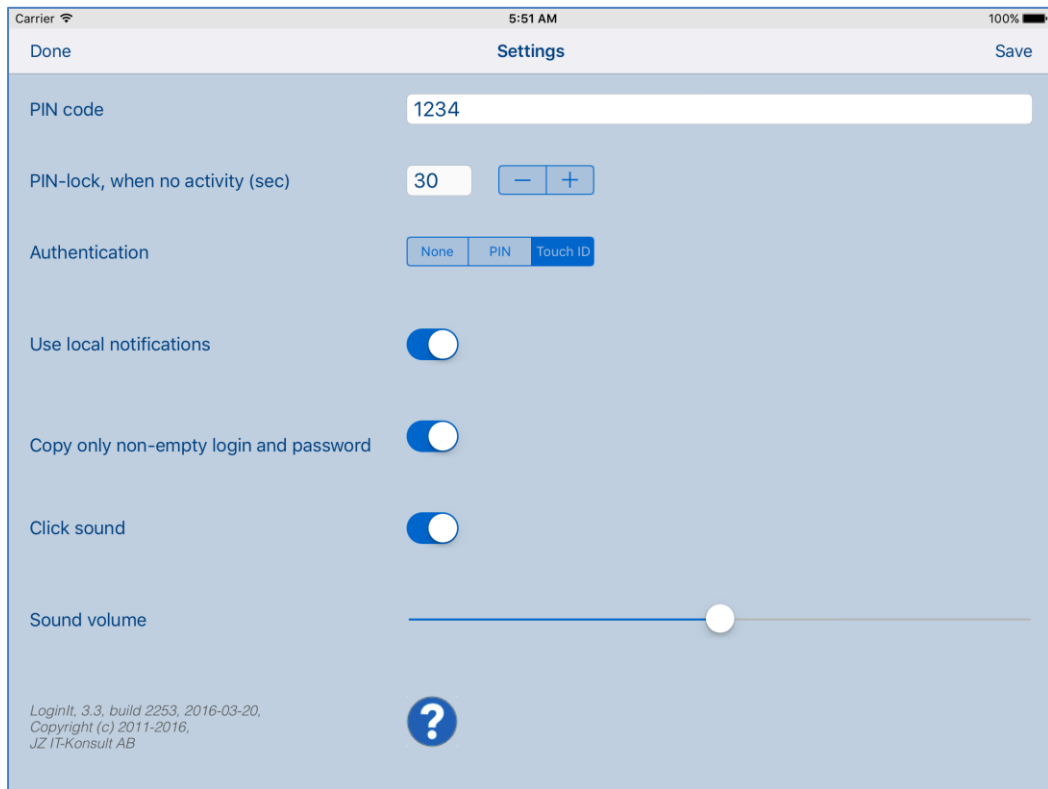 Carrier 5:51 AM 100%
Done Settings Save
PIN code 1234
PIN-lock, when no activity (sec) 30 − +
Authentication None PIN Touch ID
Use local notifications
Copy only non-empty login and password
Click sound
Sound volume
LoginIt, 3.3, build 2253, 2016-03-20,
Copyright (c) 2011-2016,
JZ IT-Konsult AB
?